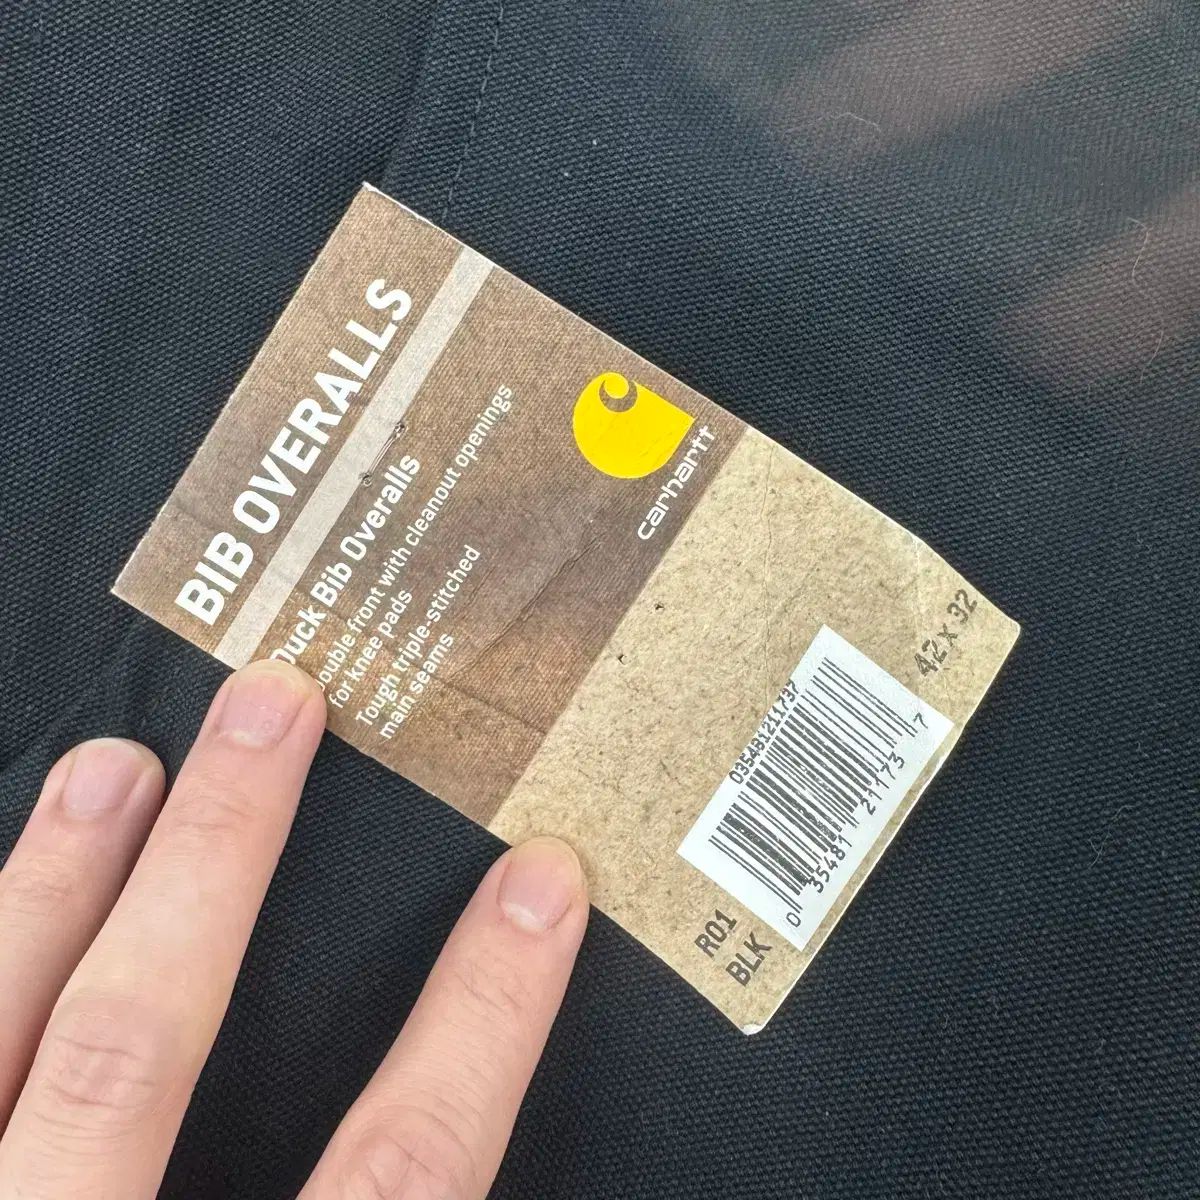 BIB OVERALLS
Duck Bib Overalls
Double front with cleanout openings
for knee pads
Tough triple-stitched
main seams
carhartt
42 x 32
035481211737
0 35481 21173 7
R01
BLK